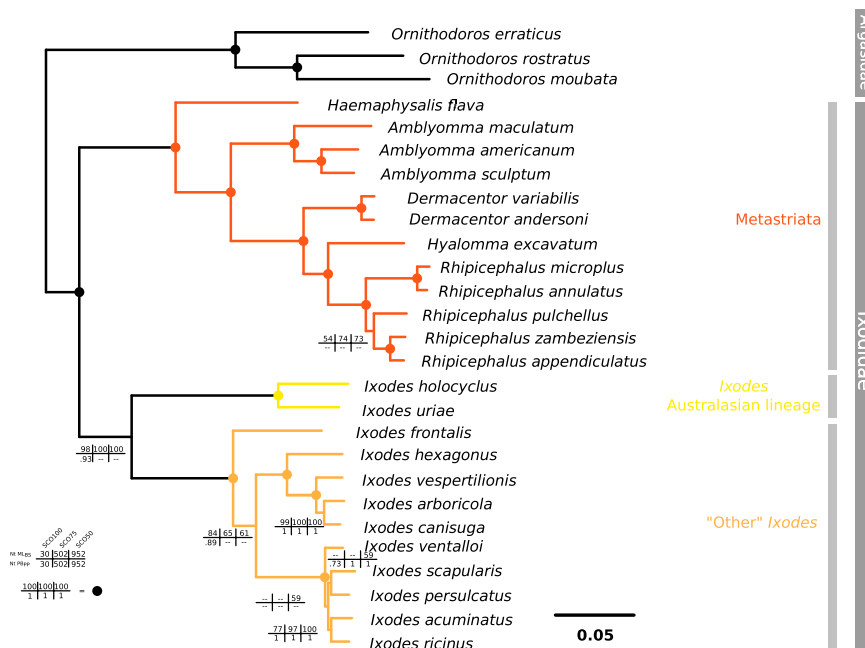 Ornithodoros erraticus
Ornithodoros rostratus
Ornithodoros moubata
Argasidae
Haemaphysalis flava
Amblyomma maculatum
Amblyomma americanum
Amblyomma sculptum
Dermacentor variabilis
Dermacentor andersoni
Metastriata
Hyalomma excavatum
Rhipicephalus microplus
Rhipicephalus annulatus
Rhipicephalus pulchellus
54 74 73
-- -- --
Rhipicephalus zambeziensis
Rhipicephalus appendiculatus
Ixodidae
Ixodes holocyclus
Ixodes uriae
Ixodes
Australasian lineage
Ixodes frontalis
98 100 100
.93 -- --
Ixodes hexagonus
Ixodes vespertilionis
Ixodes arboricola
99 100 100
1 1 1
Ixodes canisuga
"Other" Ixodes
84 65 61
.89 -- --
Ixodes ventalloi
-- -- 59
.73 1 1
Ixodes scapularis
Ixodes persulcatus
-- -- 59
-- -- --
Ixodes acuminatus
77 97 100
1 1 1
Ixodes ricinus
SCO100 SCO75 SCO50
Nt MLBS 30 502 952
Nt PBpp 30 502 952
100 100 100
1 1 1
=
0.05